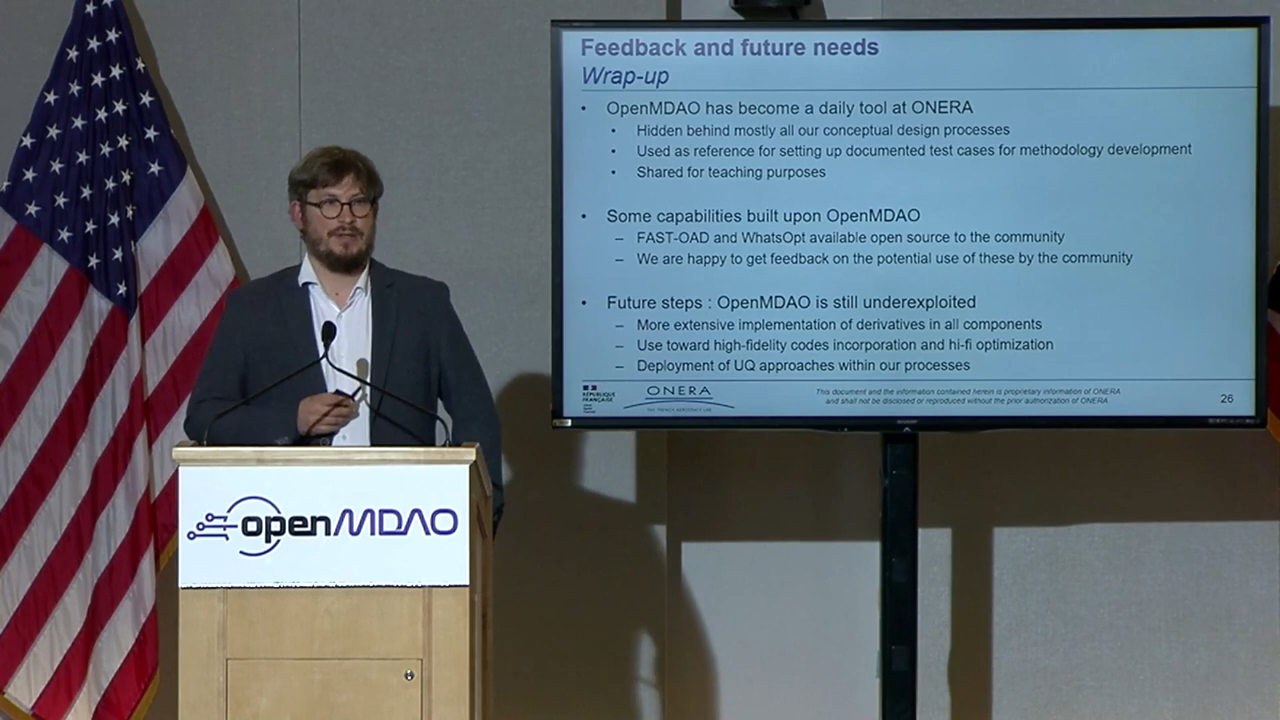 Feedback and future needs
Wrap-up
• OpenMDAO has become a daily tool at ONERA
• Hidden behind mostly all our conceptual design processes
• Used as reference for setting up documented test cases for methodology development
• Shared for teaching purposes
• Some capabilities built upon OpenMDAO
– FAST-OAD and WhatsOpt available open source to the community
– We are happy to get feedback on the potential use of these by the community
• Future steps : OpenMDAO is still underexploited
– More extensive implementation of derivatives in all components
– Use toward high-fidelity codes incorporation and hi-fi optimization
– Deployment of UQ approaches within our processes
RÉPUBLIQUE
FRANÇAISE
ONERA
THE FRENCH AEROSPACE LAB
This document and the information contained herein is proprietary information of ONERA
and shall not be disclosed or reproduced without the prior authorization of ONERA.
26
openMDAO